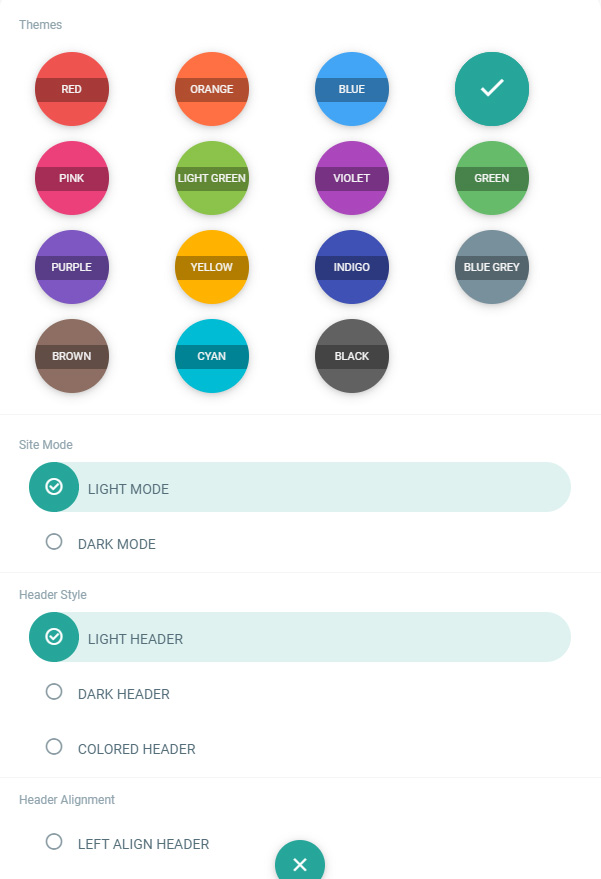 Themes
RED
ORANGE
BLUE
PINK
LIGHT GREEN
VIOLET
GREEN
PURPLE
YELLOW
INDIGO
BLUE GREY
BROWN
CYAN
BLACK
Site Mode
LIGHT MODE
DARK MODE
Header Style
LIGHT HEADER
DARK HEADER
COLORED HEADER
Header Alignment
LEFT ALIGN HEADER